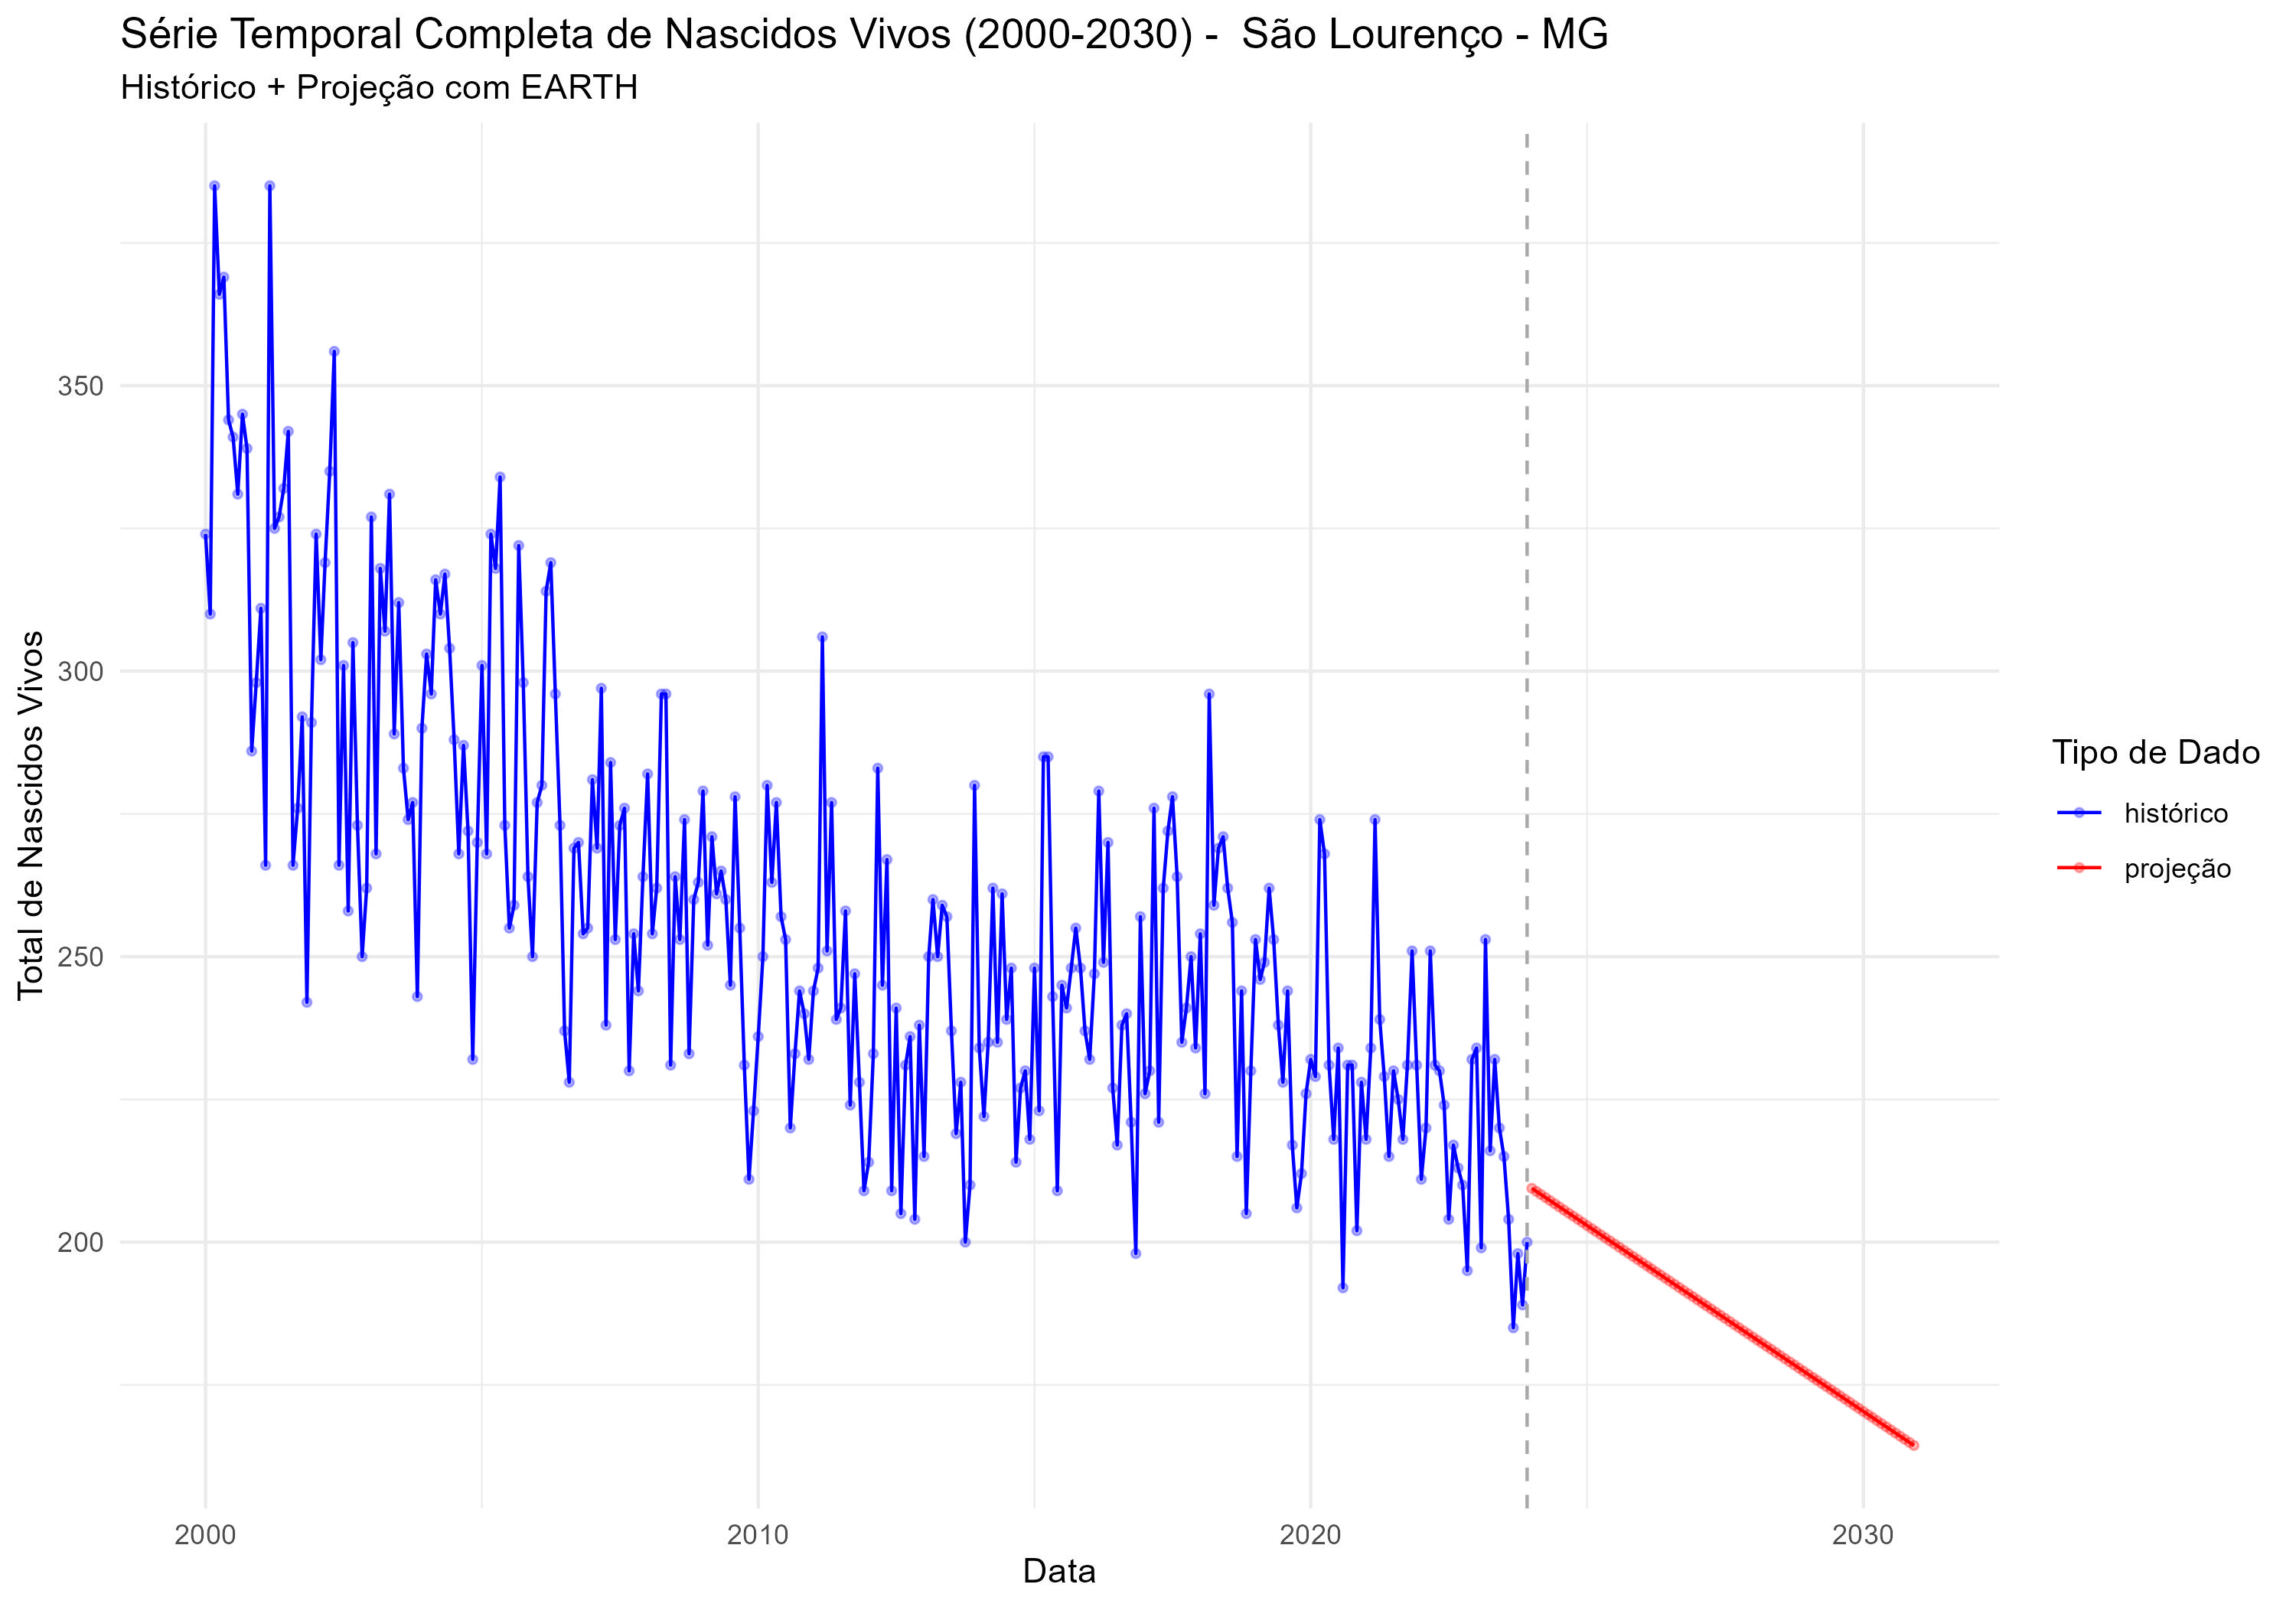 Série Temporal Completa de Nascidos Vivos (2000-2030) -  São Lourenço - MG
Histórico + Projeção com EARTH
Total de Nascidos Vivos
350
300
250
200
2000
2010
2020
2030
Data
Tipo de Dado
histórico
projeção